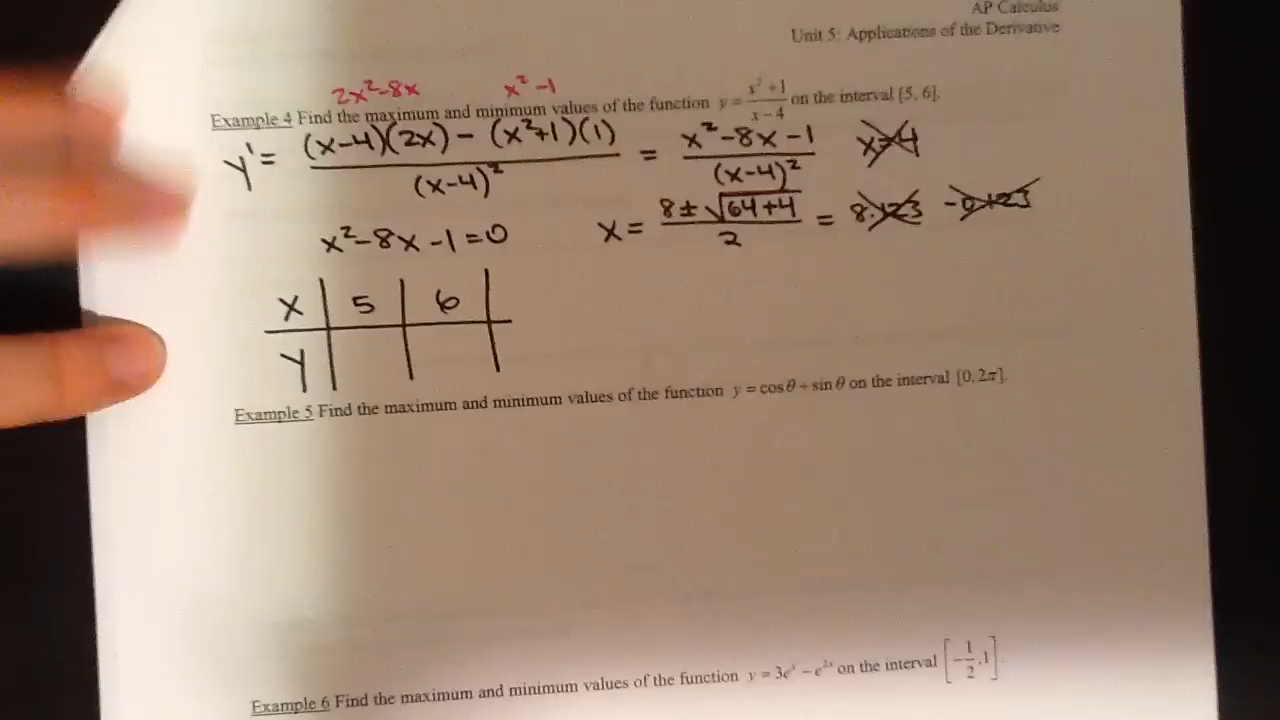 AP Calculus
Unit 5: Applications of the Derivative
2x²-8x x²-1
Example 4 Find the maximum and minimum values of the function y = (x²+1)/(x-4) on the interval [5, 6].
y' = ((x-4)(2x) - (x²+1)(1))/(x-4)² = (x²-8x-1)/(x-4)² x=4
x²-8x-1=0 x = (8±√(64+4))/2 = 8.123 -0.123
x | 5 | 6 |
y | | |
Example 5 Find the maximum and minimum values of the function y = cos θ + sin θ on the interval [0, 2π].
Example 6 Find the maximum and minimum values of the function y = 3eˣ - e²ˣ on the interval [-1/2, 1].